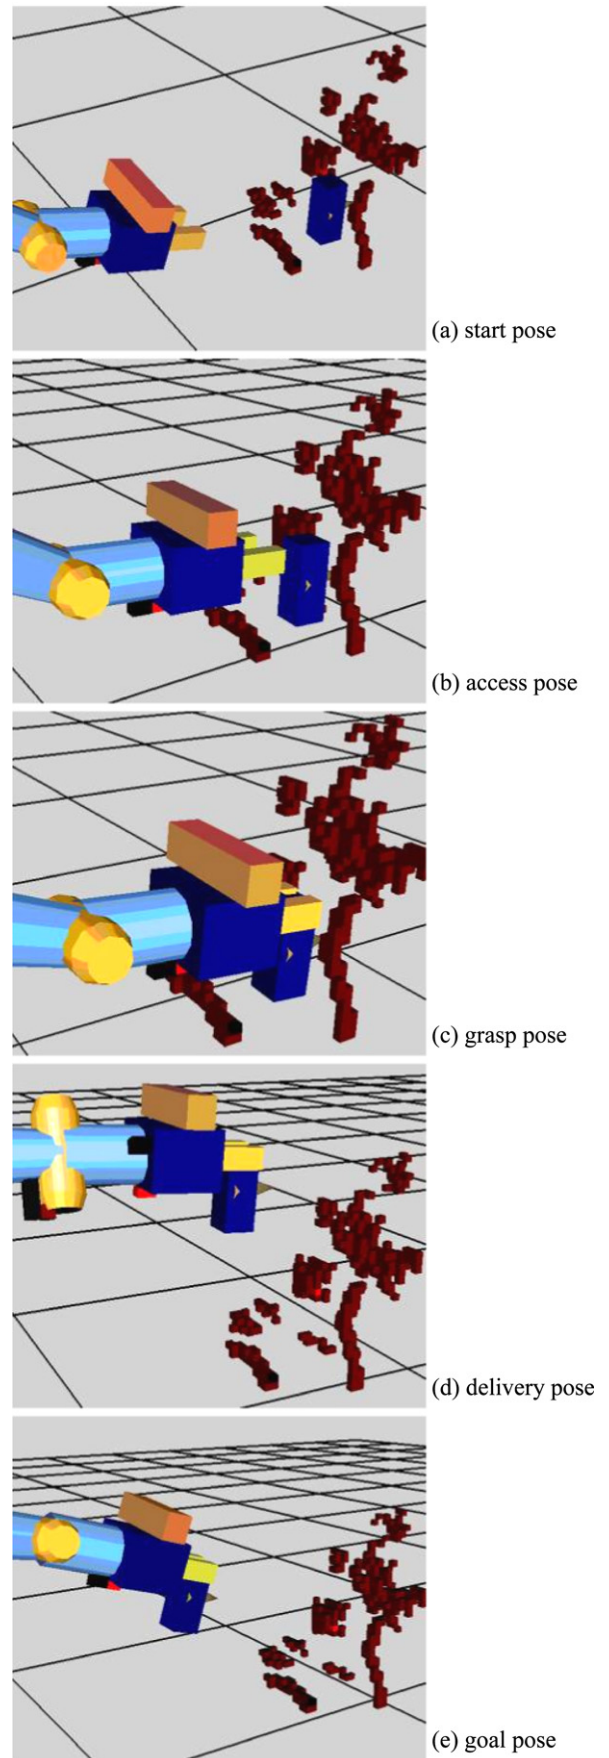 (a) start pose
(b) access pose
(c) grasp pose
(d) delivery pose
(e) goal pose